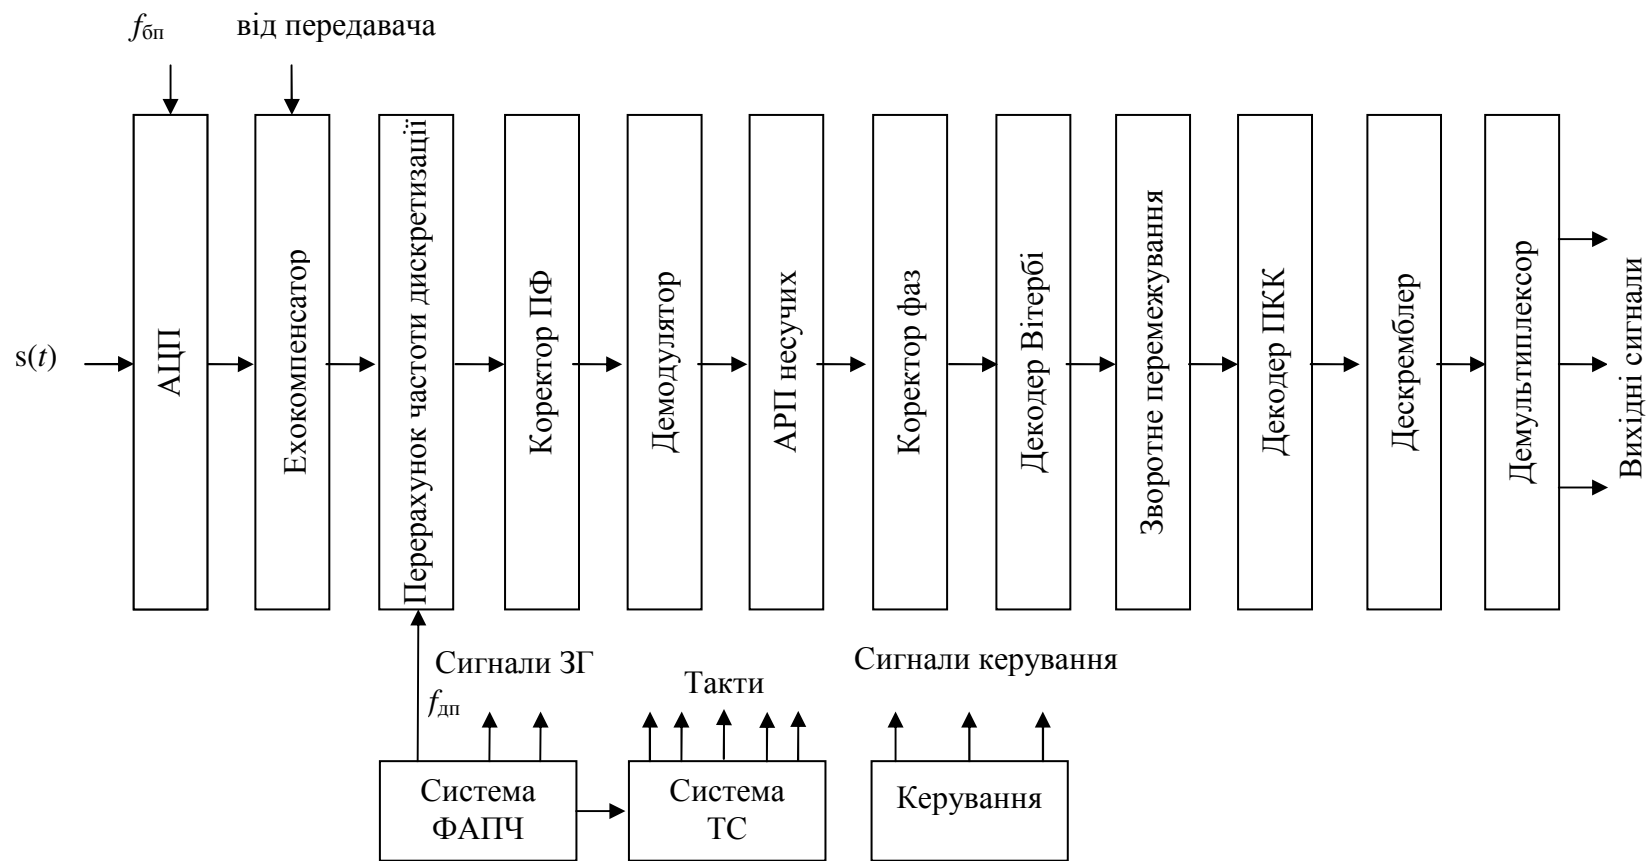 fбп
від передавача
s(t)
АЦП
Ехокомпенсатор
Перерахунок частоти дискретизації
Коректор ПФ
Демодулятор
АРП несучих
Коректор фаз
Декодер Вітербі
Зворотне перемежування
Декодер ПКК
Дескремблер
Демультиплексор
Вихідні сигнали
Сигнали ЗГ
fдп
Такти
Сигнали керування
Система
ФАПЧ
Система
ТС
Керування